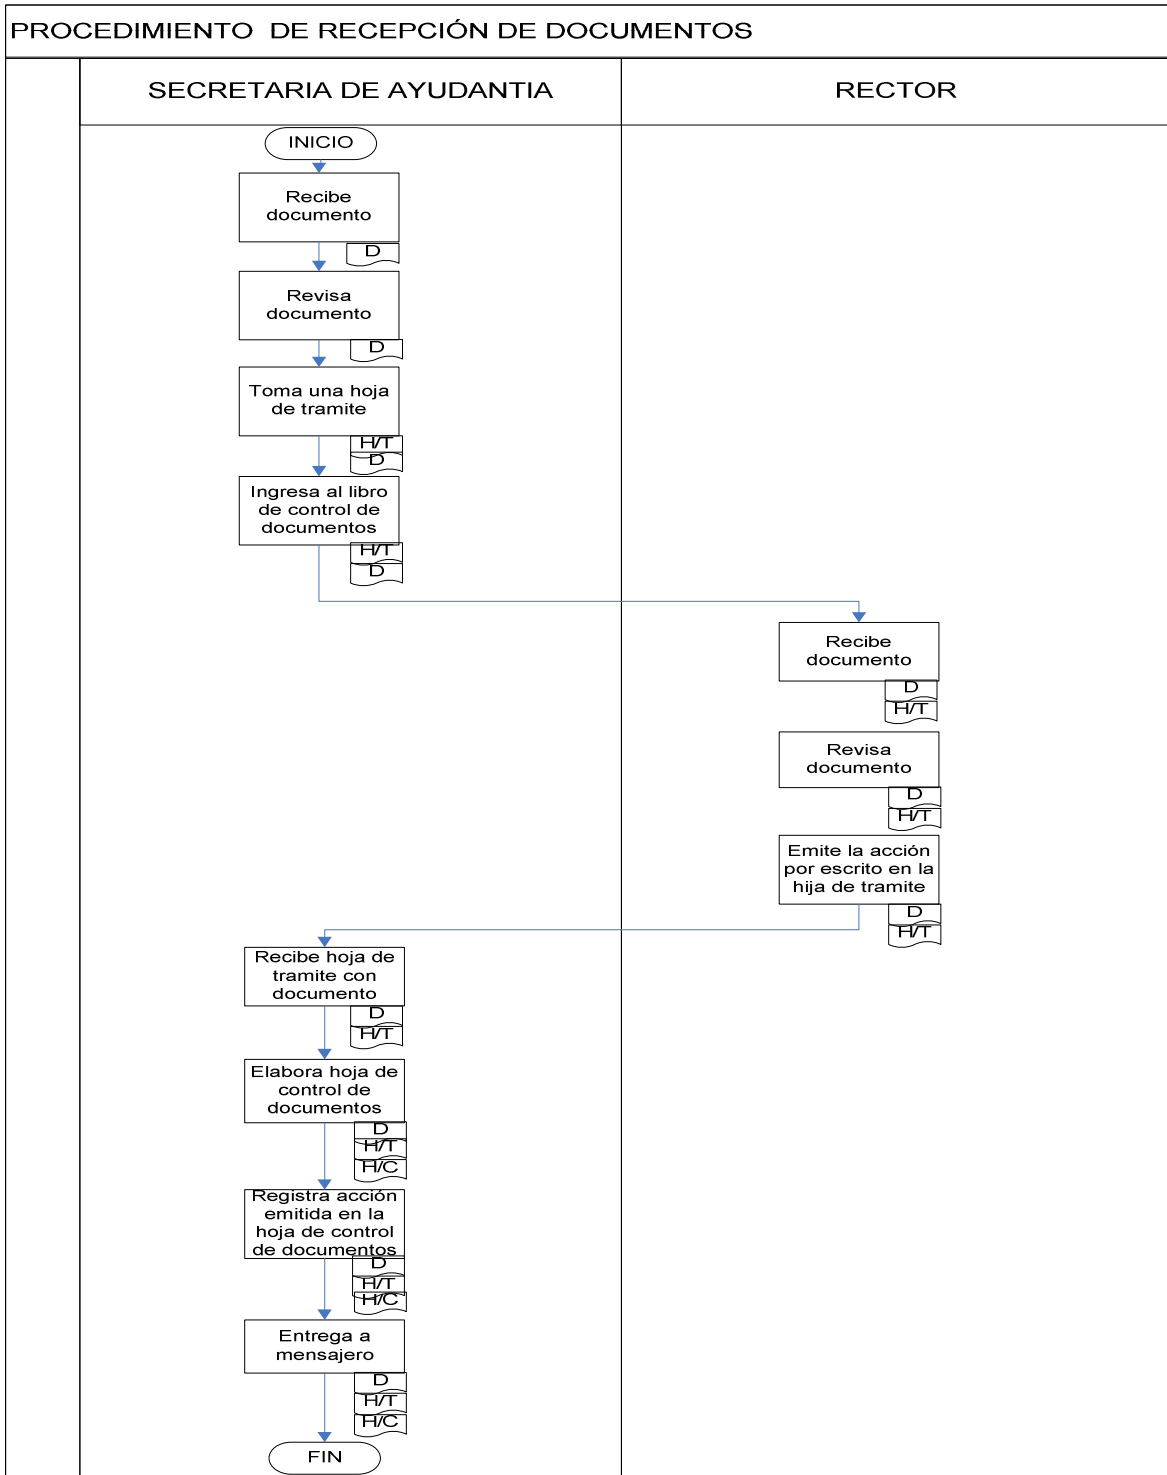 PROCEDIMIENTO DE RECEPCIÓN DE DOCUMENTOS
SECRETARIA DE AYUDANTIA
RECTOR
INICIO
Recibe
documento
D
Revisa
documento
D
Toma una hoja
de tramite
H/T
D
Ingresa al libro
de control de
documentos
H/T
D
Recibe
documento
D
H/T
Revisa
documento
D
H/T
Emite la acción
por escrito en la
hija de tramite
D
H/T
Recibe hoja de
tramite con
documento
D
H/T
Elabora hoja de
control de
documentos
D
H/T
H/C
Registra acción
emitida en la
hoja de control
de documentos
D
H/T
H/C
Entrega a
mensajero
D
H/T
H/C
FIN